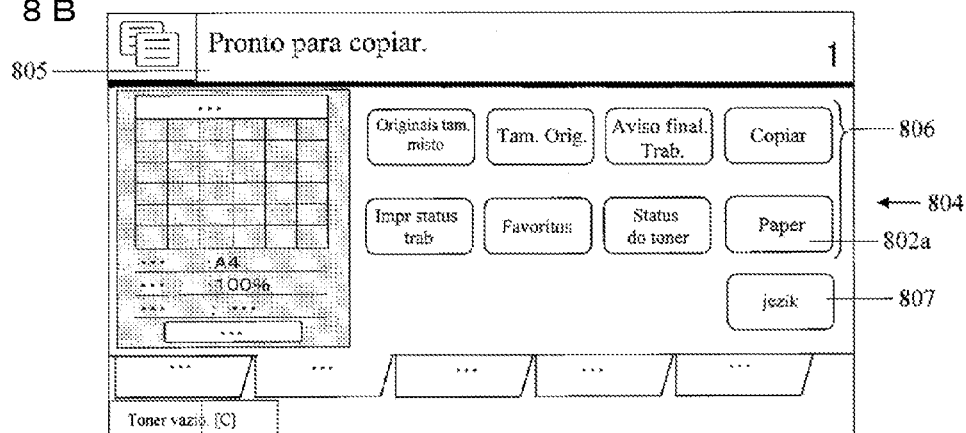 8 B
Pronto para copiar.
1
805
...
Originais tam.
misto
Tam. Orig.
Aviso final.
Trab.
Copiar
806
Impr status
trab
Favoritos
Status
do toner
Paper
804
802a
... A4
... 100%
... ...
...
jezik
807
... ... ... ... ...
Toner vazio. [C]